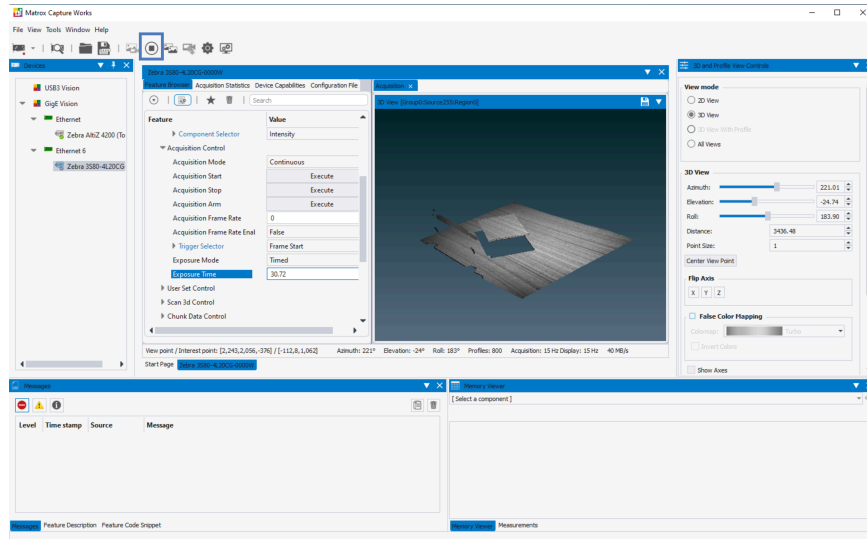 Matrox Capture Works
File View Tools Window Help
Devices
USB3 Vision
GigE Vision
Ethernet
Zebra AltiZ 4200 (To
Ethernet 6
Zebra 3S80-4L20CG
Zebra 3S80-4L20CG-0000W
Feature Browser Acquisition Statistics Device Capabilities Configuration File
Search
Feature Value
Component Selector Intensity
Acquisition Control
Acquisition Mode Continuous
Acquisition Start Execute
Acquisition Stop Execute
Acquisition Arm Execute
Acquisition Frame Rate 0
Acquisition Frame Rate Enal False
Trigger Selector Frame Start
Exposure Mode Timed
Exposure Time 30.72
User Set Control
Scan 3d Control
Chunk Data Control
Acquisition x
3D View [Group0:Source255:Region0]
View point / Interest point: [2,243,2,056,-376] / [-112,8,1,062] Azimuth: 221° Elevation: -24° Roll: 183° Profiles: 800 Acquisition: 15 Hz Display: 15 Hz 40 MB/s
Start Page Zebra 3S80-4L20CG-0000W
3D and Profile View Controls
View mode
2D View
3D View
3D View With Profile
All Views
3D View
Azimuth: 221.01
Elevation: -24.74
Roll: 183.90
Distance: 3436.48
Point Size: 1
Center View Point
Flip Axis
X Y Z
False Color Mapping
Colormap: Turbo
Invert Colors
Show Axes
Messages
Level Time stamp Source Message
Messages Feature Description Feature Code Snippet
Memory Viewer
[ Select a component ]
Memory Viewer Measurements